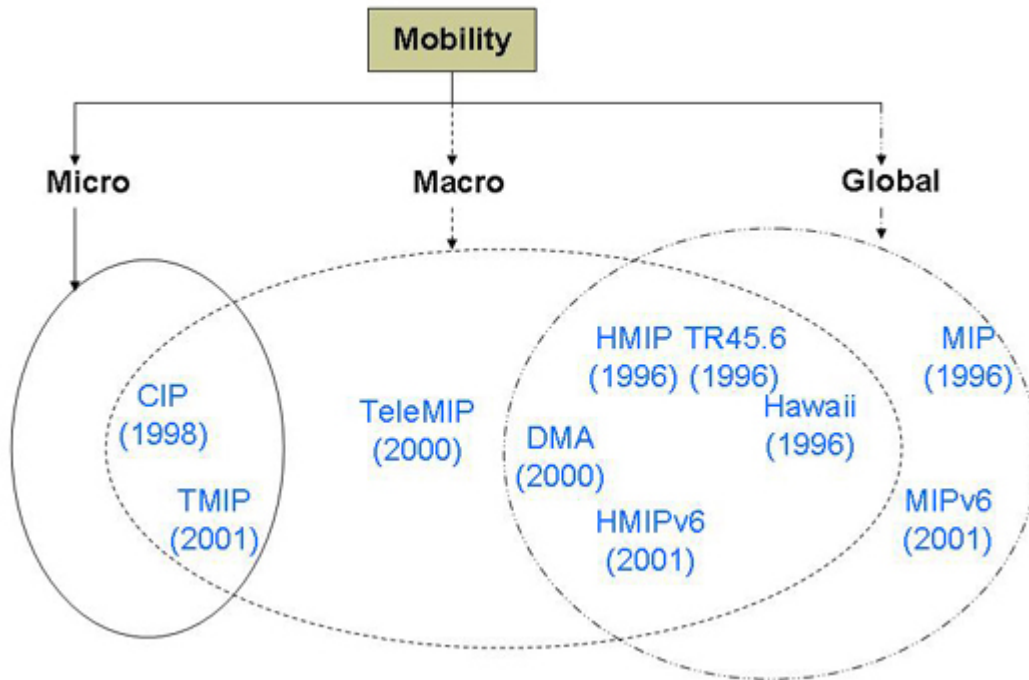 Mobility
Micro
Macro
Global
HMIP TR45.6
(1996) (1996)
MIP
(1996)
CIP
(1998)
TeleMIP
(2000)
Hawaii
(1996)
DMA
(2000)
TMIP
(2001)
HMIPv6
(2001)
MIPv6
(2001)